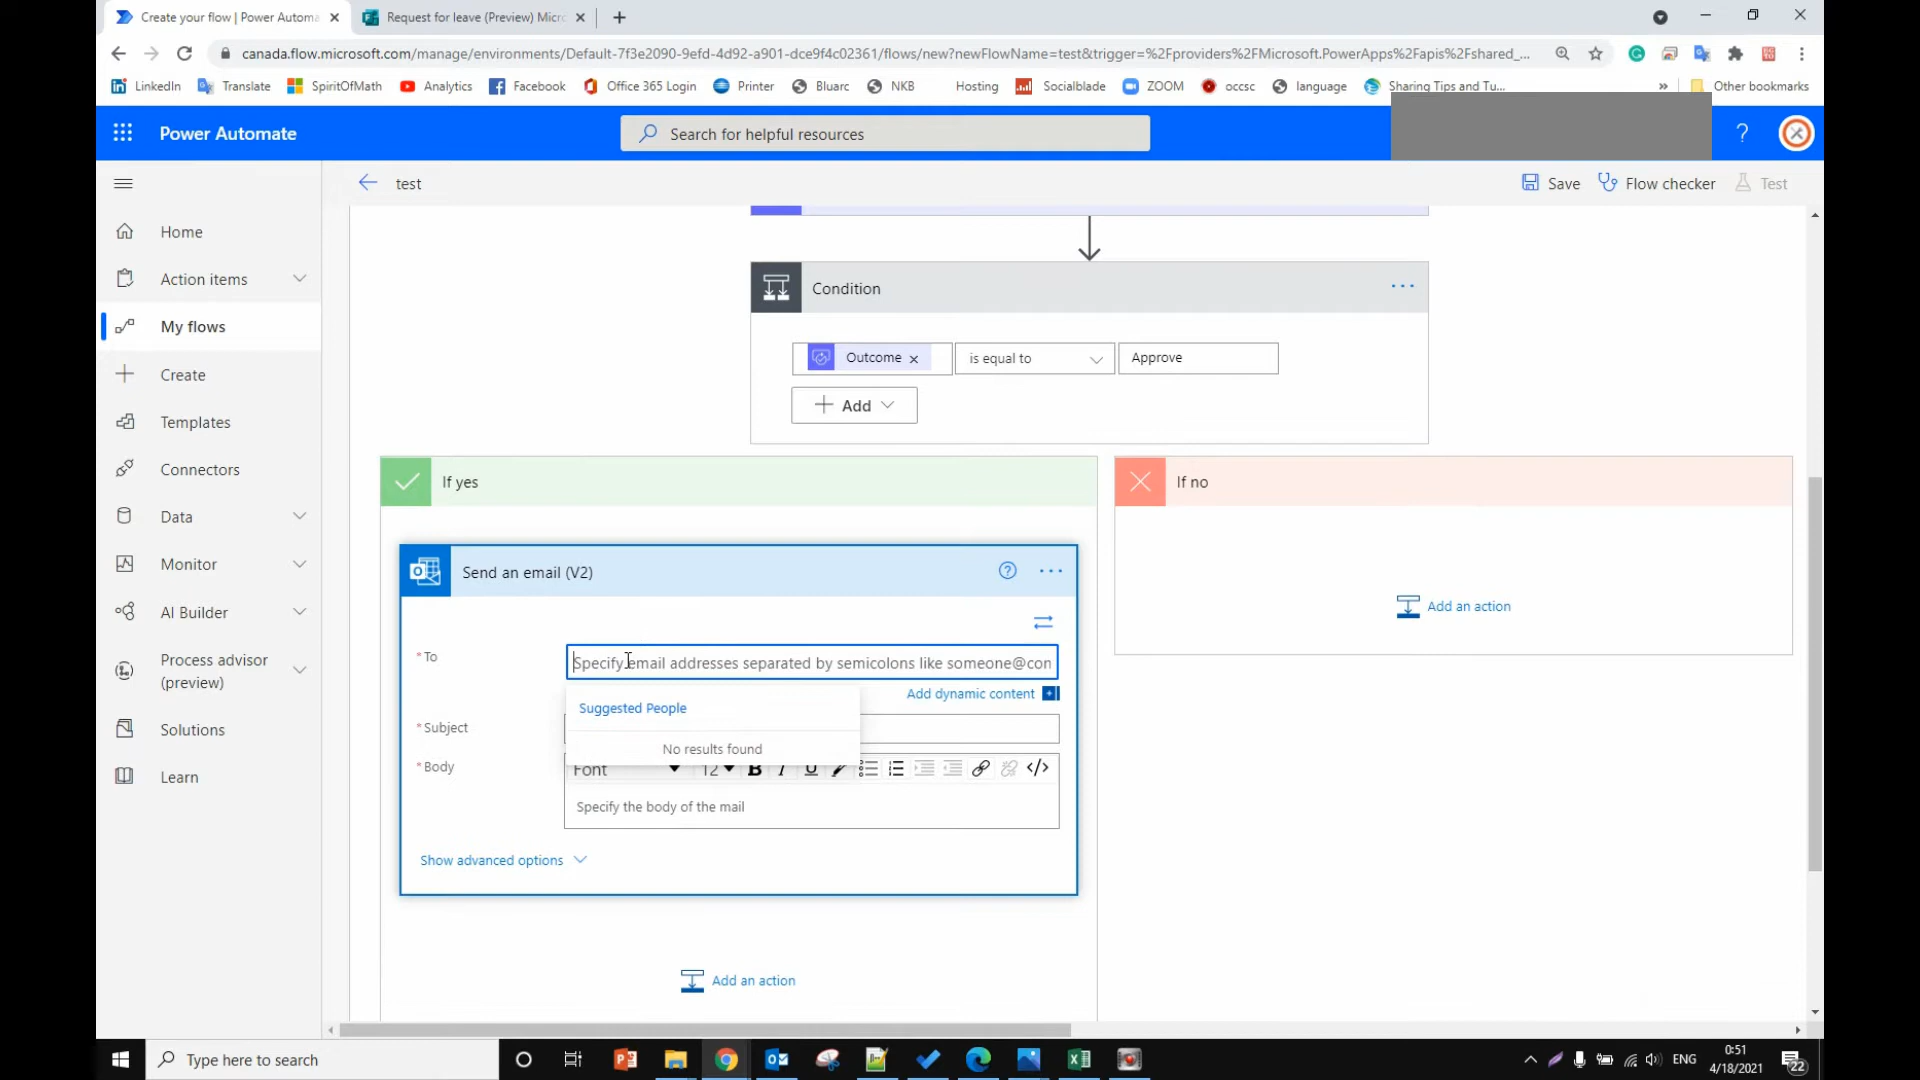 Create your flow | Power Automa
Request for leave (Preview) Micr
canada.flow.microsoft.com/manage/environments/Default-7f3e2090-9efd-4d92-a901-dce9f4c02361/flows/new?newFlowName=test&trigger=%2Fproviders%2FMicrosoft.PowerApps%2Fapis%2Fshared_...
LinkedIn Translate SpiritOfMath Analytics Facebook Office 365 Login Printer Bluarc NKB Hosting Socialblade ZOOM occsc language Sharing Tips and Tu... » Other bookmarks
Power Automate
Search for helpful resources
?
test
Save
Flow checker
Test
Home
Action items
My flows
Create
Templates
Connectors
Data
Monitor
AI Builder
Process advisor
(preview)
Solutions
Learn
Condition
Outcome
is equal to
Approve
Add
If yes
If no
Add an action
Send an email (V2)
* To
Specify email addresses separated by semicolons like someone@con
Add dynamic content
Suggested People
No results found
* Subject
* Body
Font 12 B I U
Specify the body of the mail
Show advanced options
Add an action
Type here to search
ENG
0:51
4/18/2021
22